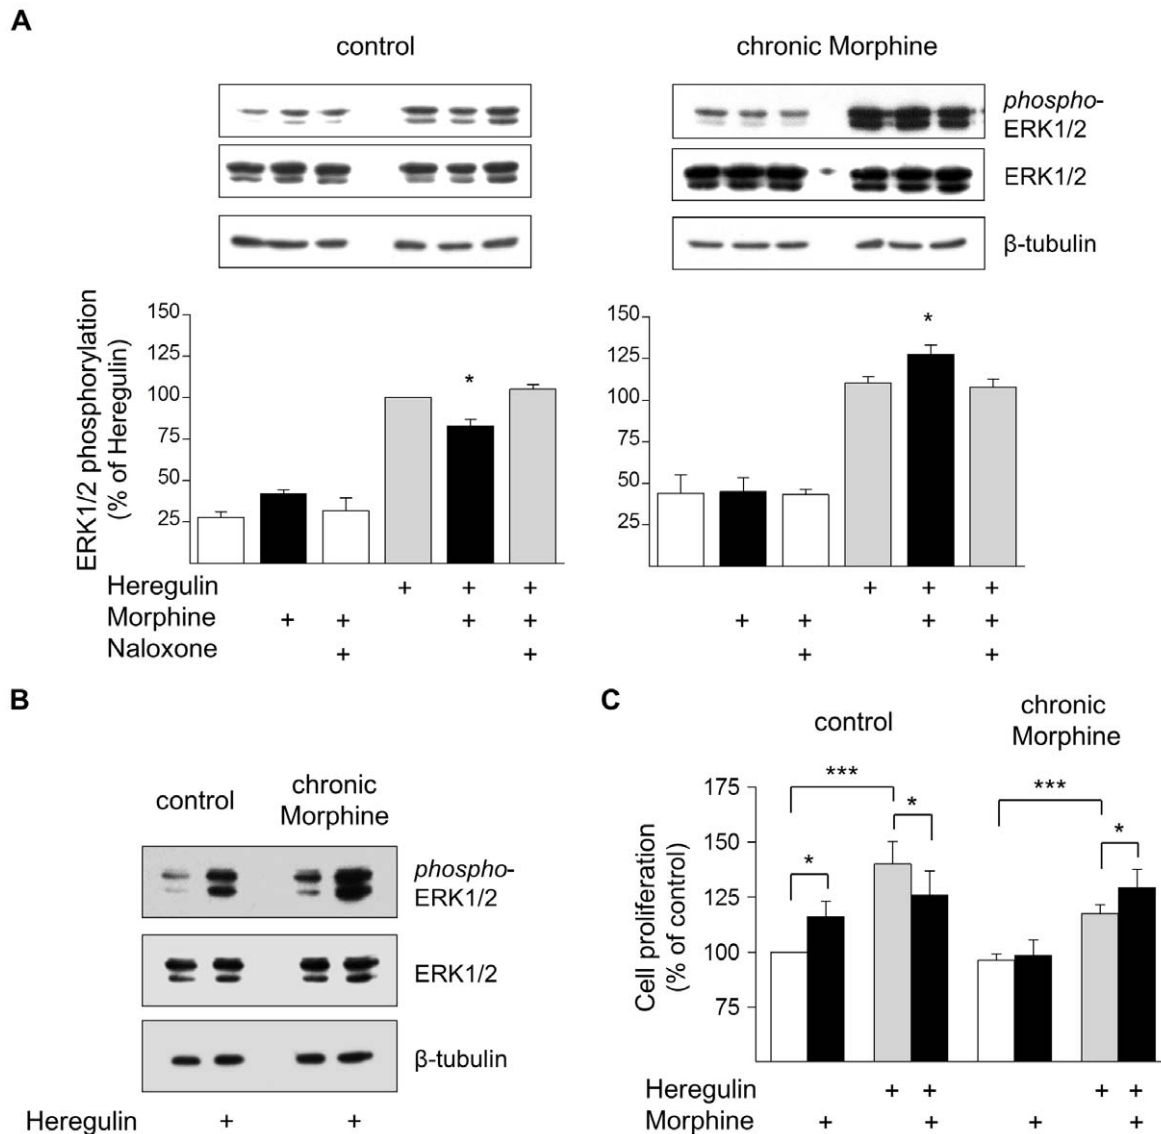 A
control
chronic Morphine
phospho-
ERK1/2
ERK1/2
β-tubulin
ERK1/2 phosphorylation
(% of Heregulin)
150
125
100
75
50
25
*
150
125
100
75
50
25
*
Heregulin + + + + + +
Morphine + + + + + + + +
Naloxone + + + +
B
control
chronic
Morphine
phospho-
ERK1/2
ERK1/2
β-tubulin
Heregulin + +
C
control
chronic
Morphine
Cell proliferation
(% of control)
175
150
125
100
75
*
***
*
***
*
Heregulin + + + +
Morphine + + + +